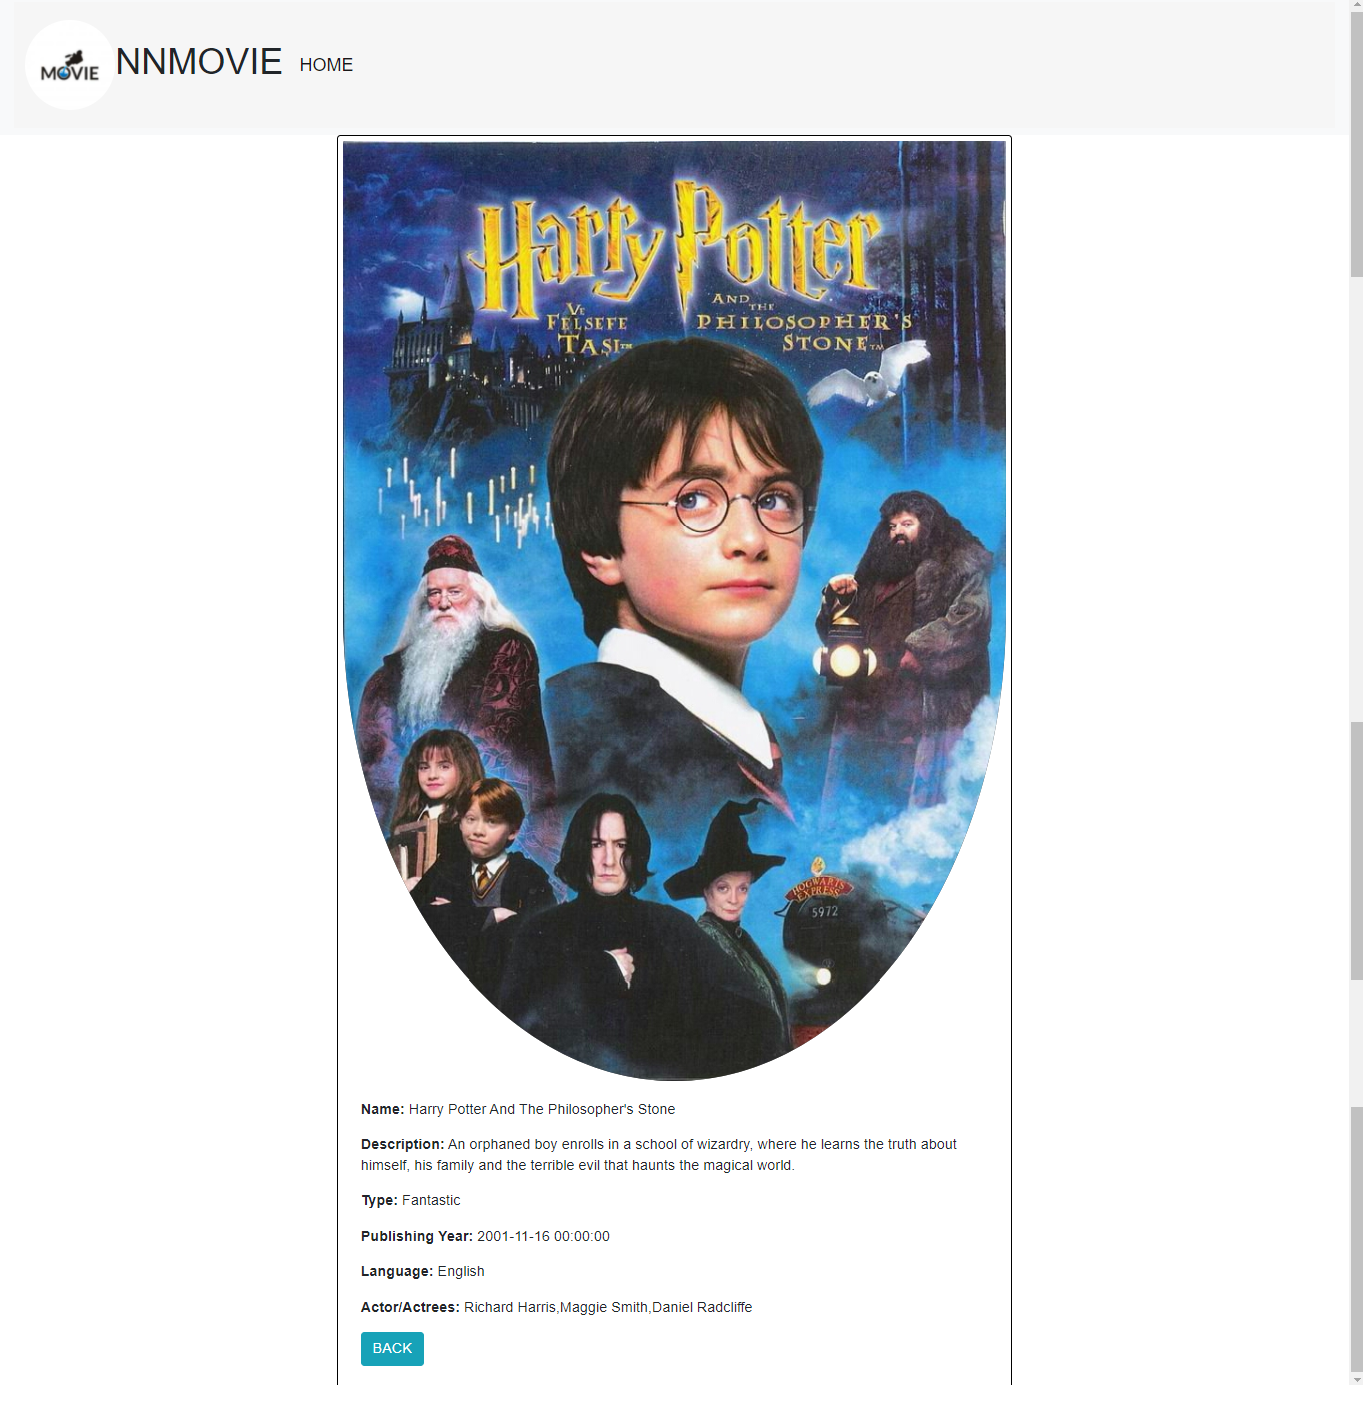 MOVIE
NNMOVIE HOME
Harry Potter
VE
FELSEFE
TAŞI™
AND THE
PHILOSOPHER'S
STONE™
HOGWARTS
EXPRESS
5972
Name: Harry Potter And The Philosopher's Stone
Description: An orphaned boy enrolls in a school of wizardry, where he learns the truth about
himself, his family and the terrible evil that haunts the magical world.
Type: Fantastic
Publishing Year: 2001-11-16 00:00:00
Language: English
Actor/Actrees: Richard Harris,Maggie Smith,Daniel Radcliffe
BACK